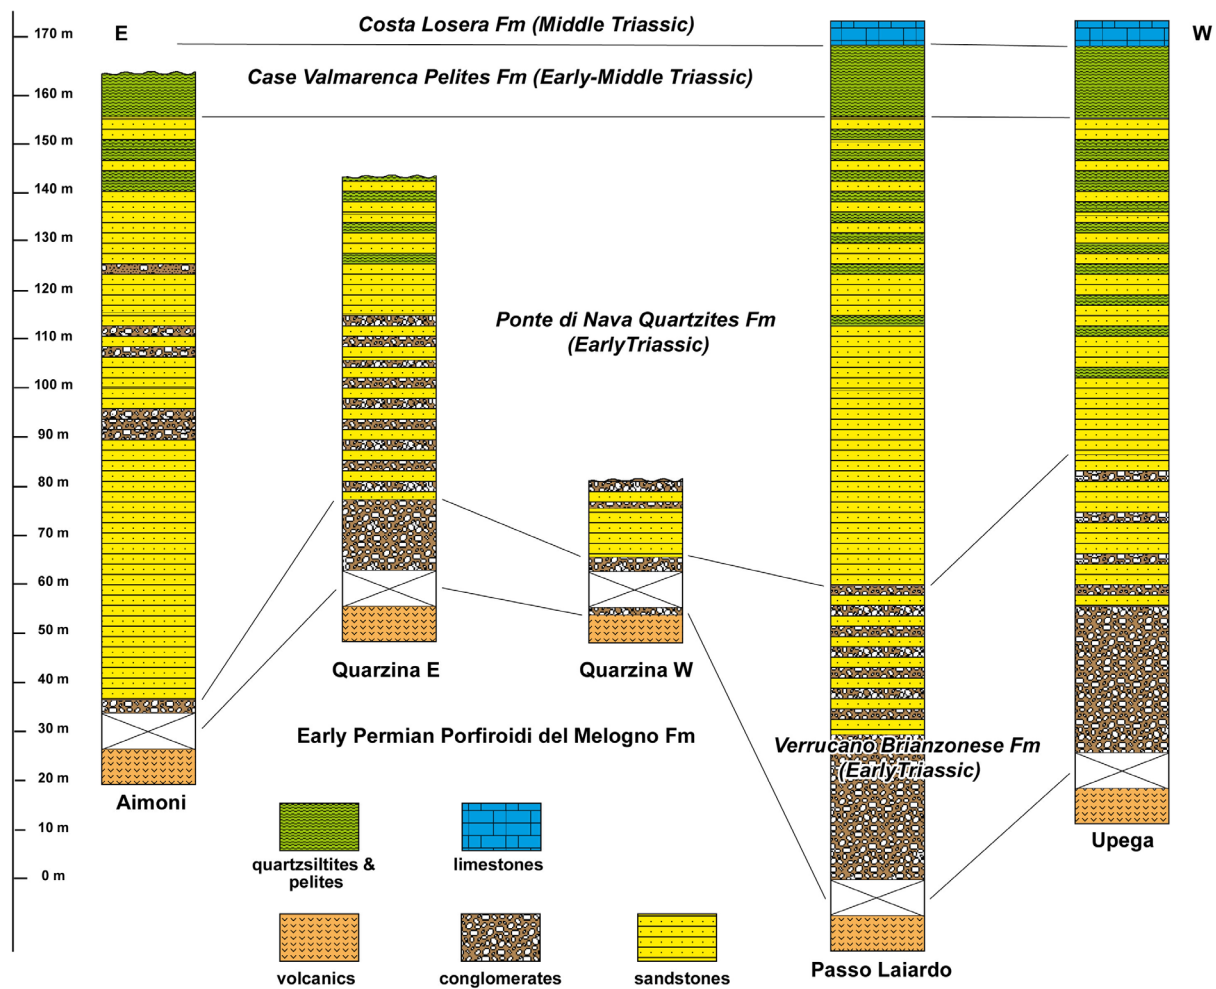 Costa Losera Fm (Middle Triassic)
170 m
E
W
Case Valmarenca Pelites Fm (Early-Middle Triassic)
160 m
150 m
140 m
130 m
120 m
Ponte di Nava Quartzites Fm
(EarlyTriassic)
110 m
100 m
90 m
80 m
70 m
60 m
50 m
40 m
30 m
20 m
10 m
0 m
Quarzina E
Quarzina W
Early Permian Porfiroidi del Melogno Fm
Verrucano Brianzonese Fm
(EarlyTriassic)
Aimoni
Upega
Passo Laiardo
quartzsiltites &
pelites
limestones
volcanics
conglomerates
sandstones